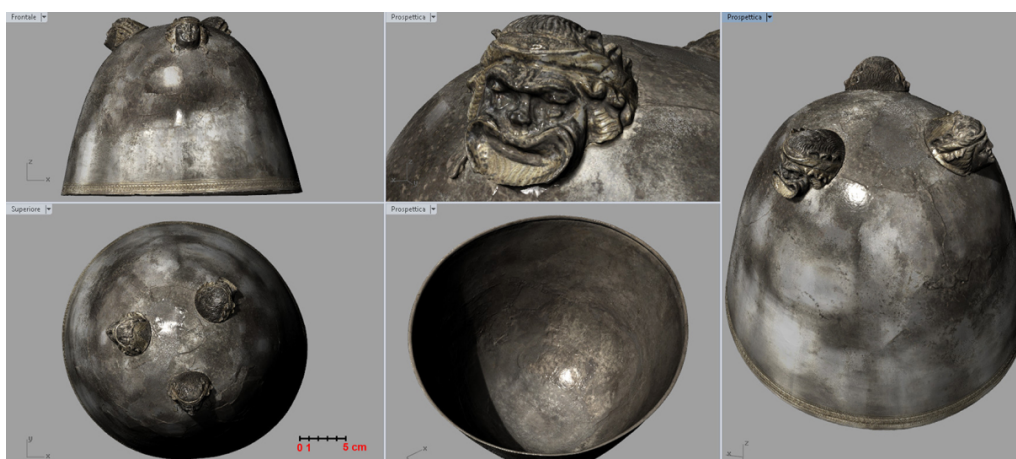 Frontale
Prospettica
Prospettica
z
x
Superiore
Prospettica
y
x
0 1 5 cm
x
z
x